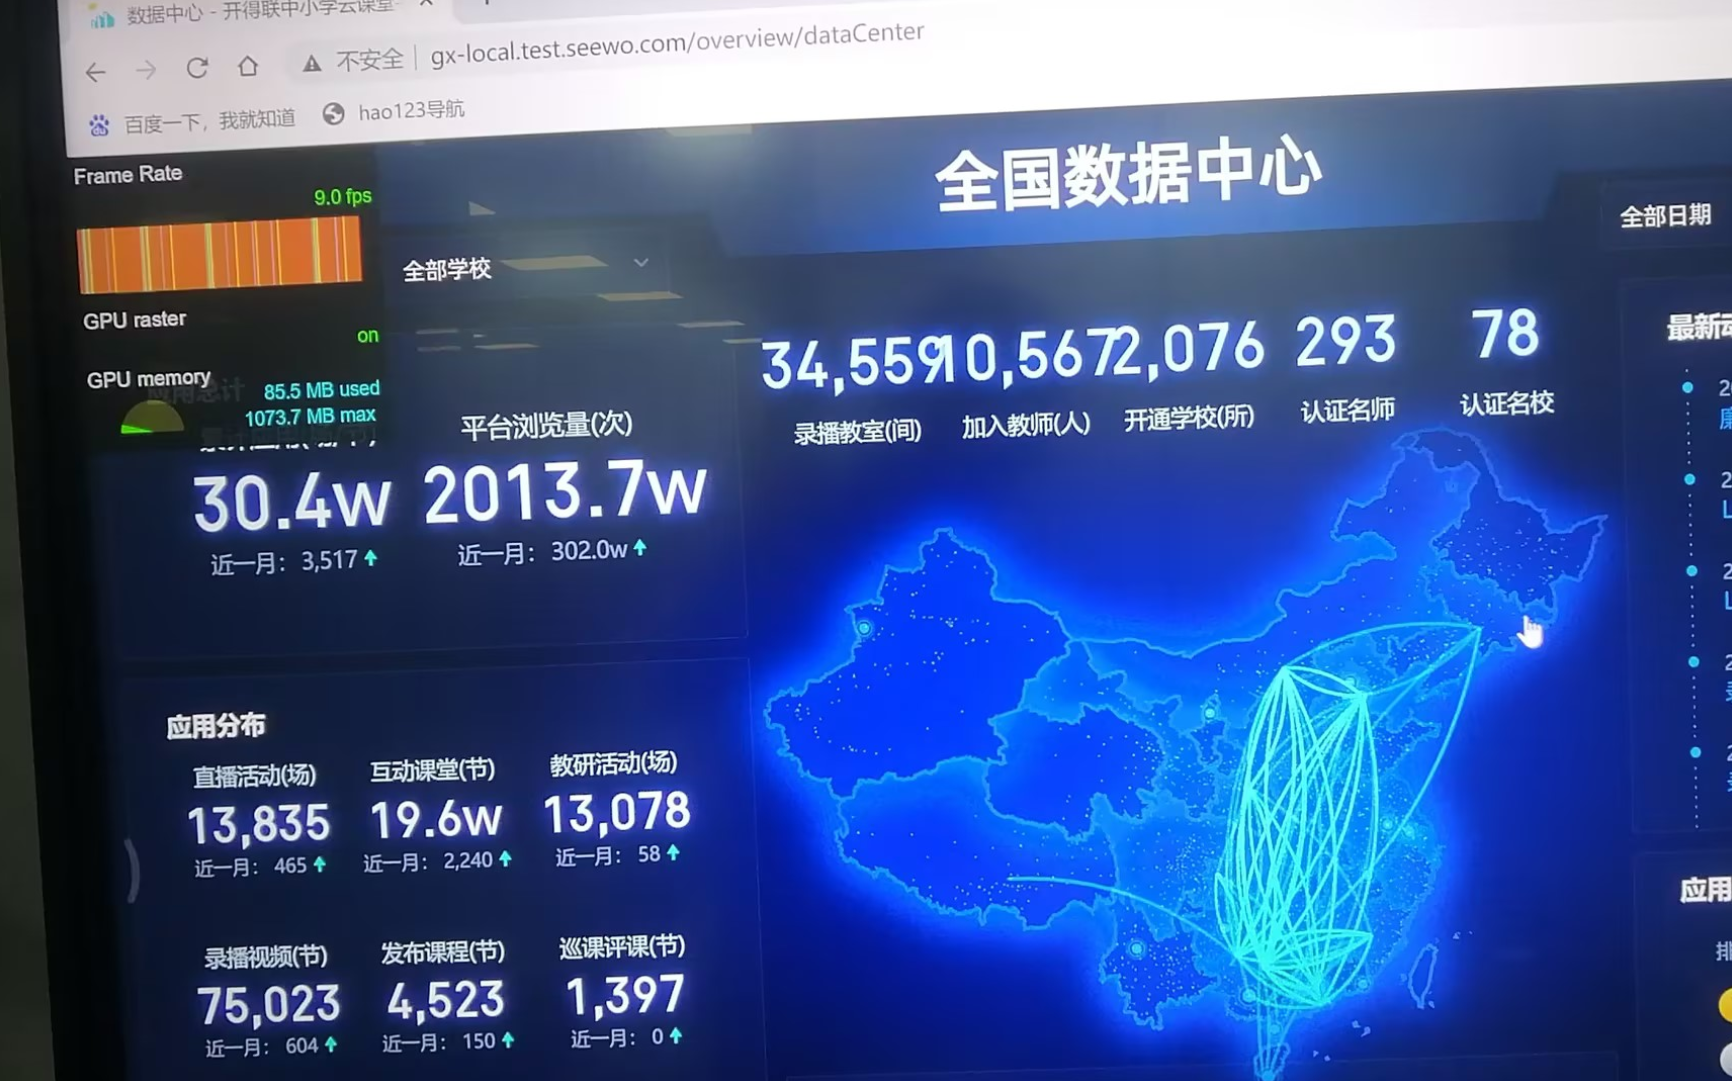 数据中心 - 开得联中小学云课堂
不安全 gx-local.test.seewo.com/overview/dataCenter
百度一下，我就知道 hao123导航
Frame Rate
9.0 fps
GPU raster
on
GPU memory
85.5 MB used
1073.7 MB max
全国数据中心
全部日期
全部学校
34,559
10,567
2,076
293
78
录播教室(间)
加入教师(人)
开通学校(所)
认证名师
认证名校
平台浏览量(次)
30.4w
2013.7w
近一月： 3,517
近一月： 302.0w
应用分布
直播活动(场)
互动课堂(节)
教研活动(场)
13,835
19.6w
13,078
近一月： 465
近一月： 2,240
近一月： 58
录播视频(节)
发布课程(节)
巡课评课(节)
75,023
4,523
1,397
近一月： 604
近一月： 150
近一月： 0
最新
应用